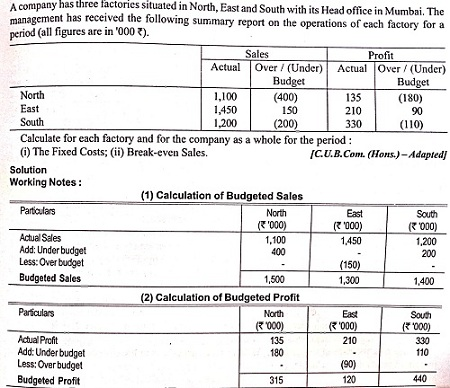 A company has three factories situated in North, East and South with its Head office in Mumbai. The
management has received the following summary report on the operations of each factory for a
period (all figures are in '000 ₹).
Sales Profit
Actual Over / (Under) Actual Over / (Under)
Budget Budget
North 1,100 (400) 135 (180)
East 1,450 150 210 90
South 1,200 (200) 330 (110)
Calculate for each factory and for the company as a whole for the period :
(i) The Fixed Costs; (ii) Break-even Sales. [C.U.B.Com. (Hons.) – Adapted]
Solution
Working Notes :
(1) Calculation of Budgeted Sales
Particulars North East South
(₹ '000) (₹ '000) (₹ '000)
Actual Sales 1,100 1,450 1,200
Add: Under budget 400 - 200
Less: Over budget - (150) -
Budgeted Sales 1,500 1,300 1,400
(2) Calculation of Budgeted Profit
Particulars North East South
(₹ '000) (₹ '000) (₹ '000)
Actual Profit 135 210 330
Add: Under budget 180 - 110
Less: Over budget - (90) -
Budgeted Profit 315 120 440